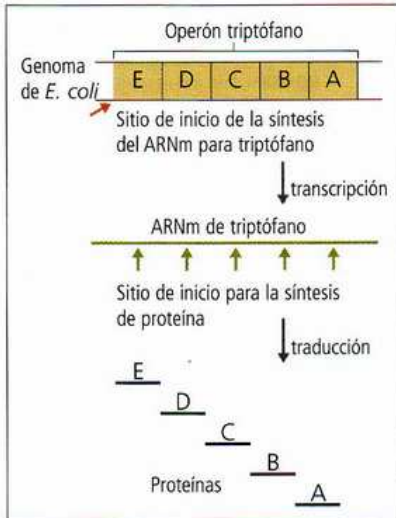 Operón triptófano
Genoma
de E. coli
E D C B A
Sitio de inicio de la síntesis
del ARNm para triptófano
transcripción
ARNm de triptófano
Sitio de inicio para la síntesis
de proteína
traducción
E
D
C
B
Proteínas
A